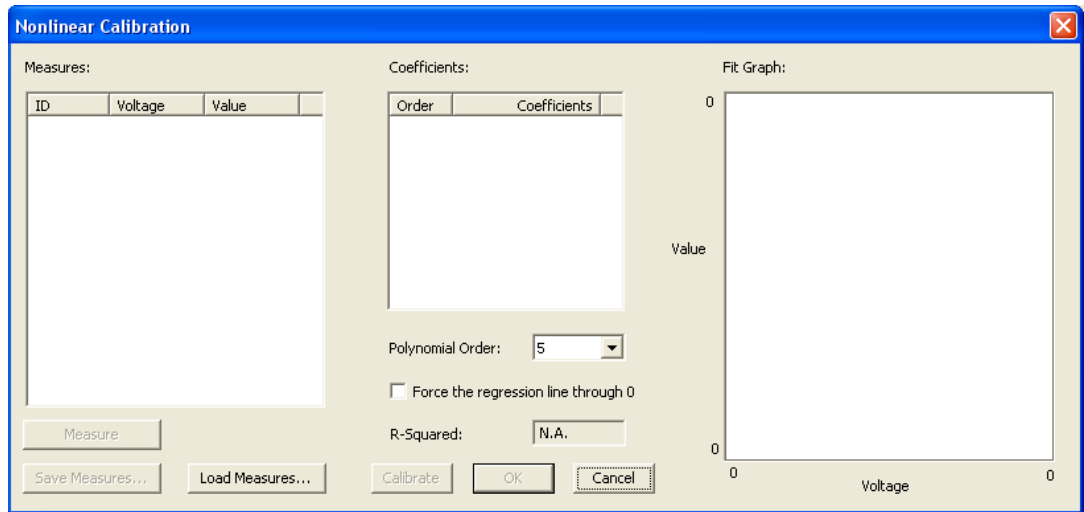 Nonlinear Calibration
Measures:
ID Voltage Value
Measure
Save Measures... Load Measures...
Coefficients:
Order Coefficients
Polynomial Order: 5
Force the regression line through 0
R-Squared: N.A.
Calibrate OK Cancel
Fit Graph:
0
Value
0
0 0
Voltage